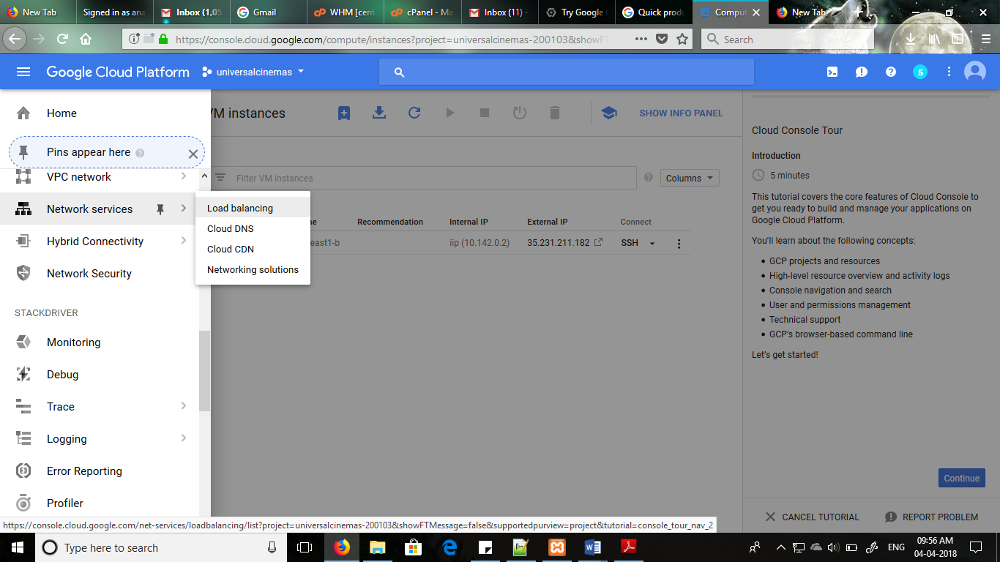 New Tab
Signed in as ana
Inbox (1,05
Gmail
WHM [cent
cPanel - Ma
Inbox (11) -
Try Google
Quick prod
Comput
New Tab
https://console.cloud.google.com/compute/instances?project=universalcinemas-200103&showFT
Search
Google Cloud Platform
universalcinemas
5
Home
Pins appear here
VPC network
Network services
Hybrid Connectivity
Network Security
STACKDRIVER
Monitoring
Debug
Trace
Logging
Error Reporting
Profiler
Load balancing
Cloud DNS
Cloud CDN
Networking solutions
VM instances
SHOW INFO PANEL
Filter VM instances
Columns
ne Recommendation Internal IP External IP Connect
east1-b iip (10.142.0.2) 35.231.211.182 SSH
Cloud Console Tour
Introduction
5 minutes
This tutorial covers the core features of Cloud Console to
get you ready to build and manage your applications on
Google Cloud Platform.
You'll learn about the following concepts:
GCP projects and resources
High-level resource overview and activity logs
Console navigation and search
User and permissions management
Technical support
GCP's browser-based command line
Let's get started!
Continue
CANCEL TUTORIAL
REPORT PROBLEM
https://console.cloud.google.com/net-services/loadbalancing/list?project=universalcinemas-200103&showFTMessage=false&supportedpurview=project&tutorial=console_tour_nav_2
Type here to search
ENG
09:56 AM
04-04-2018